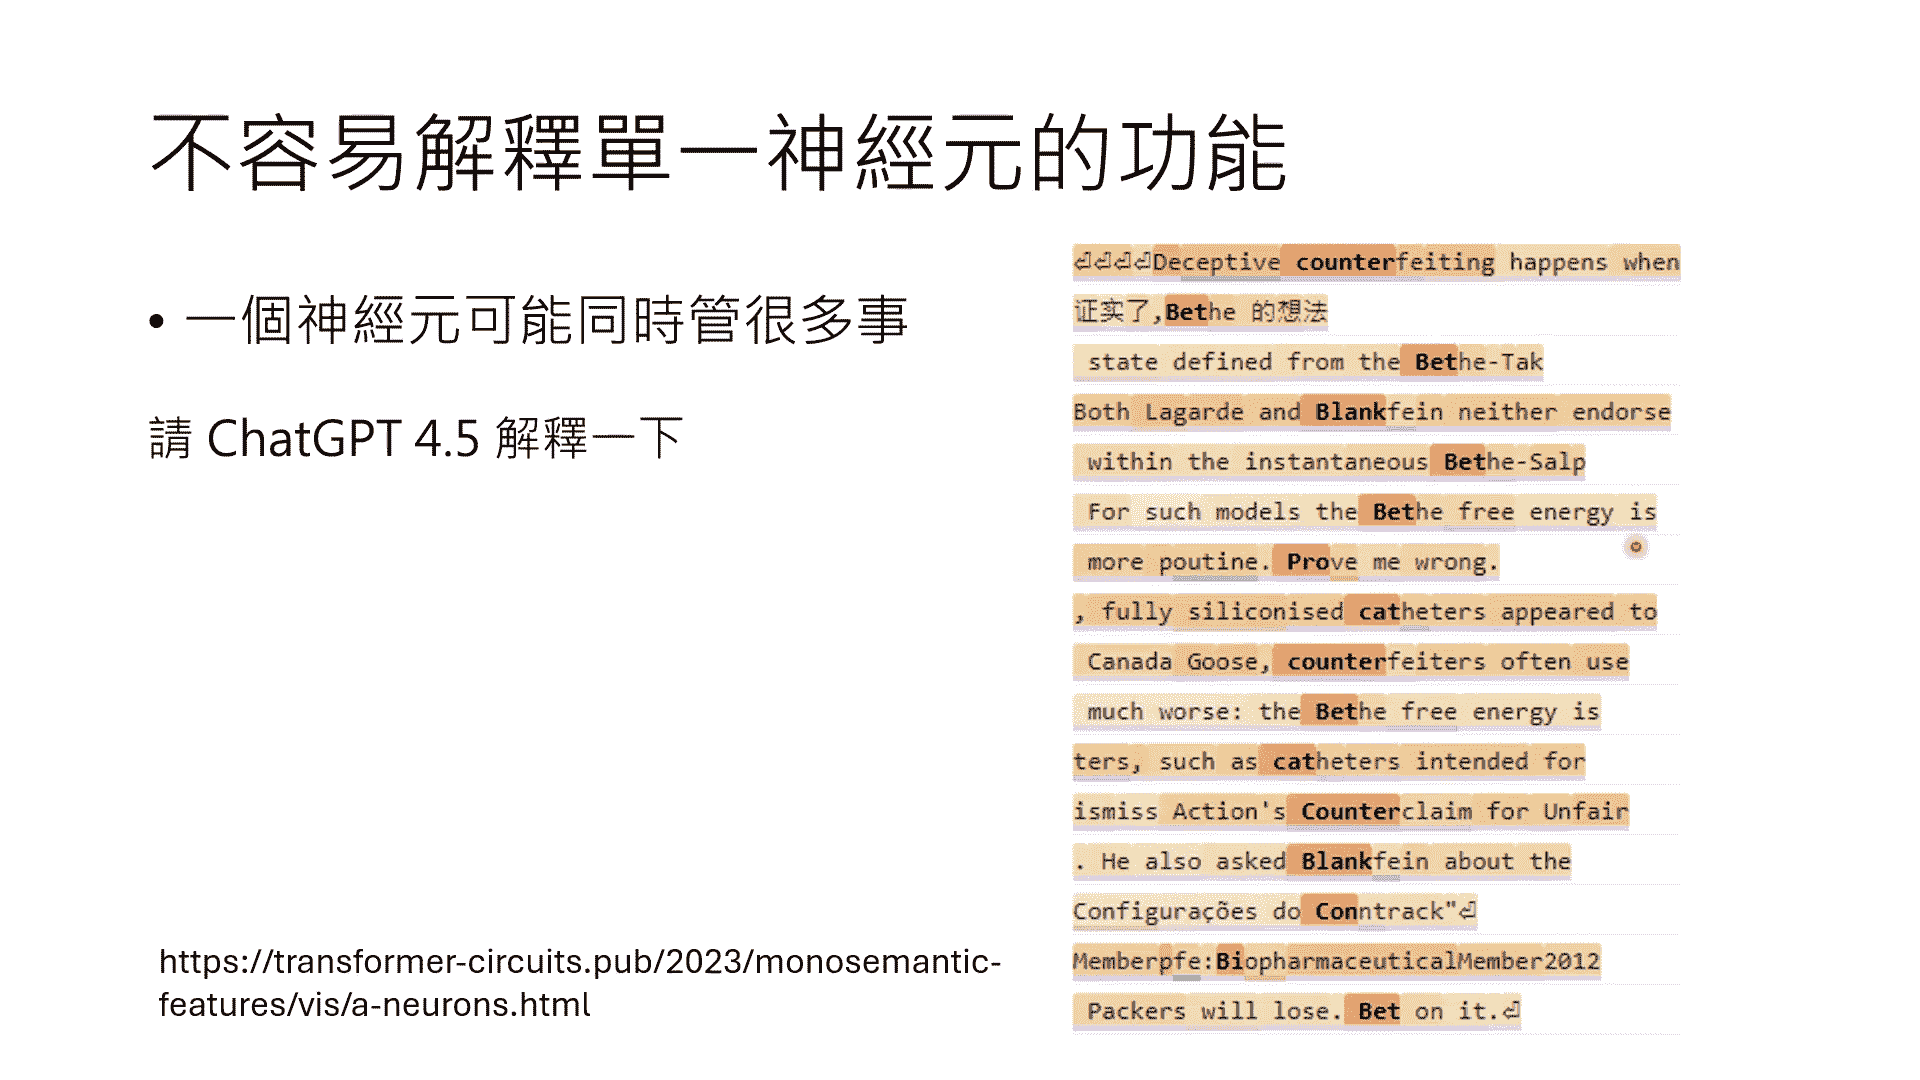 不容易解釋單一神經元的功能
• 一個神經元可能同時管很多事
請 ChatGPT 4.5 解釋一下
https://transformer-circuits.pub/2023/monosemantic-
features/vis/a-neurons.html
⏎⏎⏎⏎Deceptive counterfeiting happens when
证实了,Bethe 的想法
state defined from the Bethe-Tak
Both Lagarde and Blankfein neither endorse
within the instantaneous Bethe-Salp
For such models the Bethe free energy is
more poutine. Prove me wrong.
, fully siliconised catheters appeared to
Canada Goose, counterfeiters often use
much worse: the Bethe free energy is
ters, such as catheters intended for
ismiss Action's Counterclaim for Unfair
. He also asked Blankfein about the
Configurações do Conntrack"⏎
Memberpfe:BiopharmaceuticalMember2012
Packers will lose. Bet on it.⏎